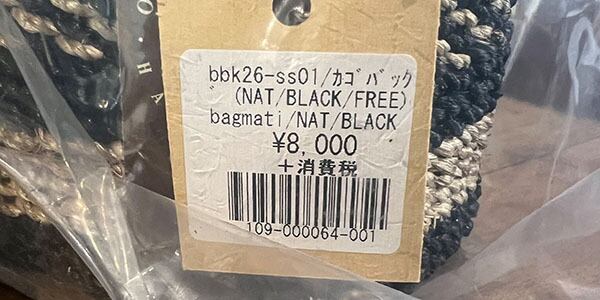 bbk26-ss01/ｶｺﾞﾊﾞｯｸ
ﾞ (NAT/BLACK/FREE)
bagmati/NAT/BLACK
¥8,000
+消費税
109-000064-001